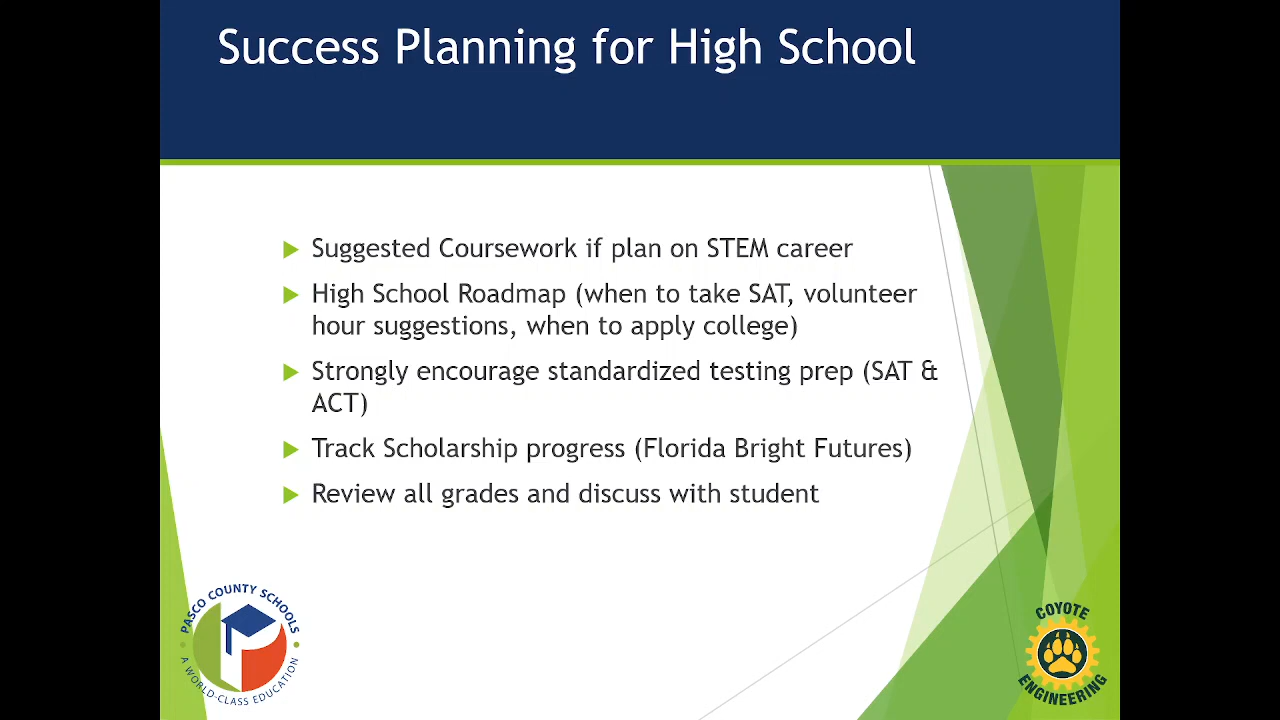 Success Planning for High School
Suggested Coursework if plan on STEM career
High School Roadmap (when to take SAT, volunteer
hour suggestions, when to apply college)
Strongly encourage standardized testing prep (SAT &
ACT)
Track Scholarship progress (Florida Bright Futures)
Review all grades and discuss with student
PASCO COUNTY SCHOOLS
A WORLD-CLASS EDUCATION
COYOTE
ENGINEERING